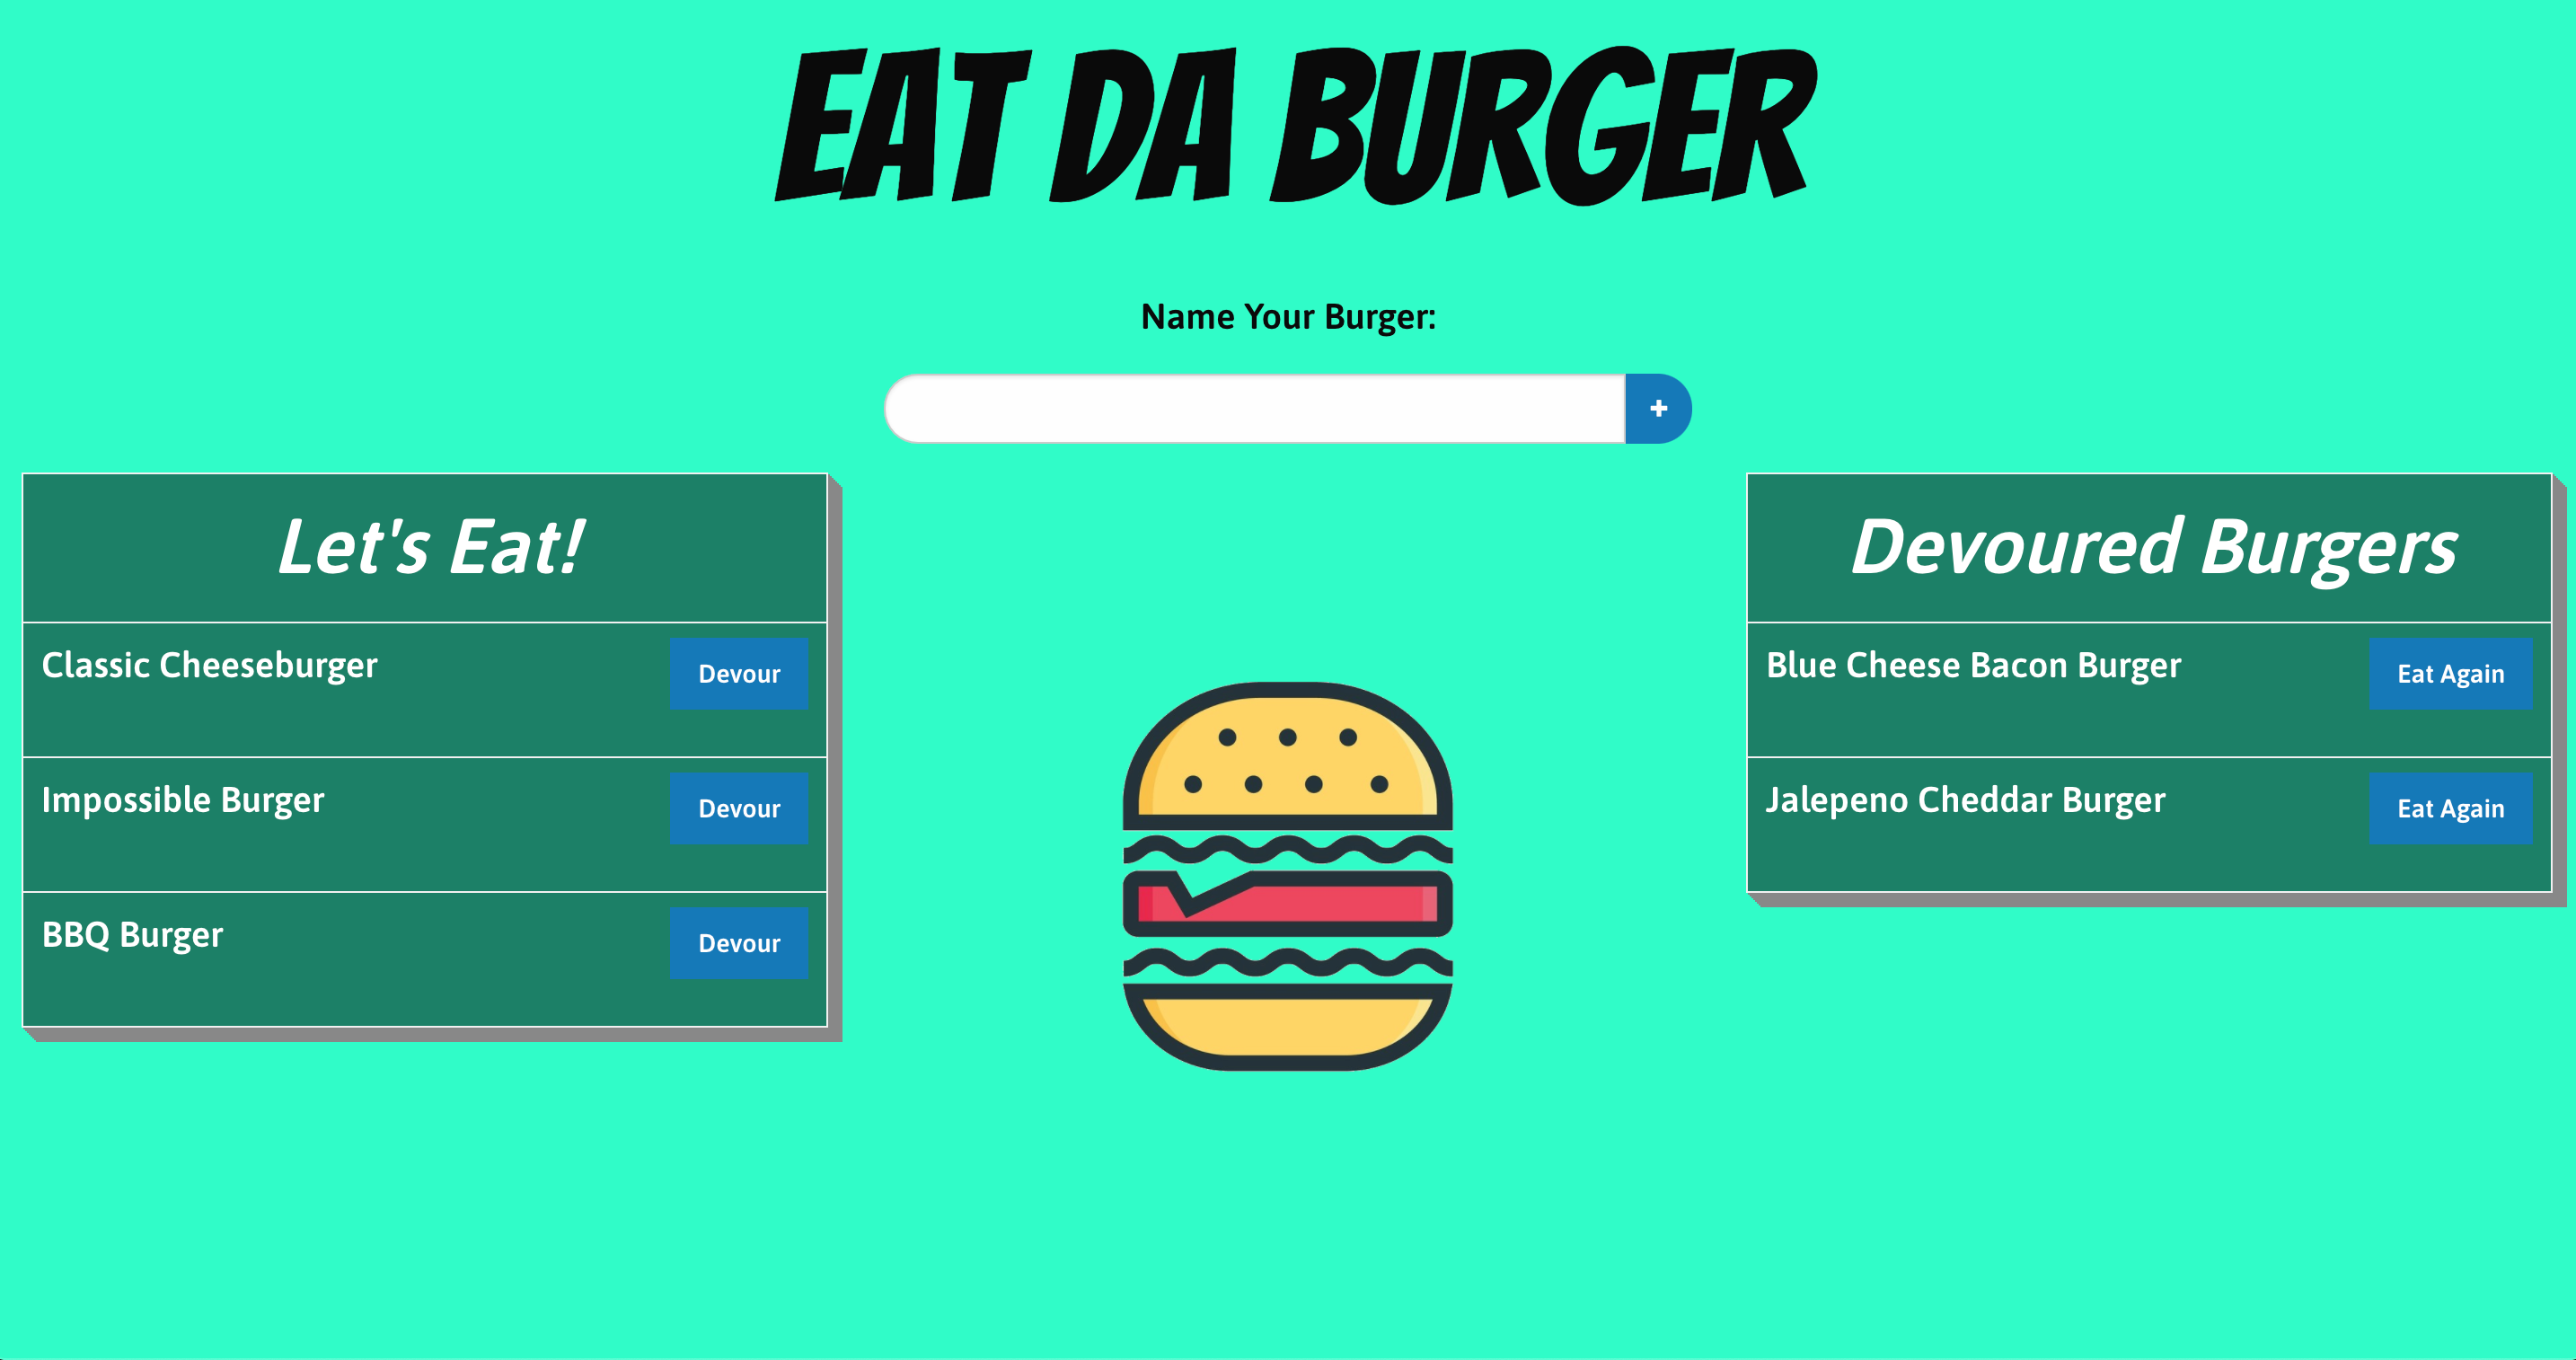 EAT DA BURGER
Name Your Burger:
+
Let's Eat!
Classic Cheeseburger
Devour
Impossible Burger
Devour
BBQ Burger
Devour
Devoured Burgers
Blue Cheese Bacon Burger
Eat Again
Jalepeno Cheddar Burger
Eat Again